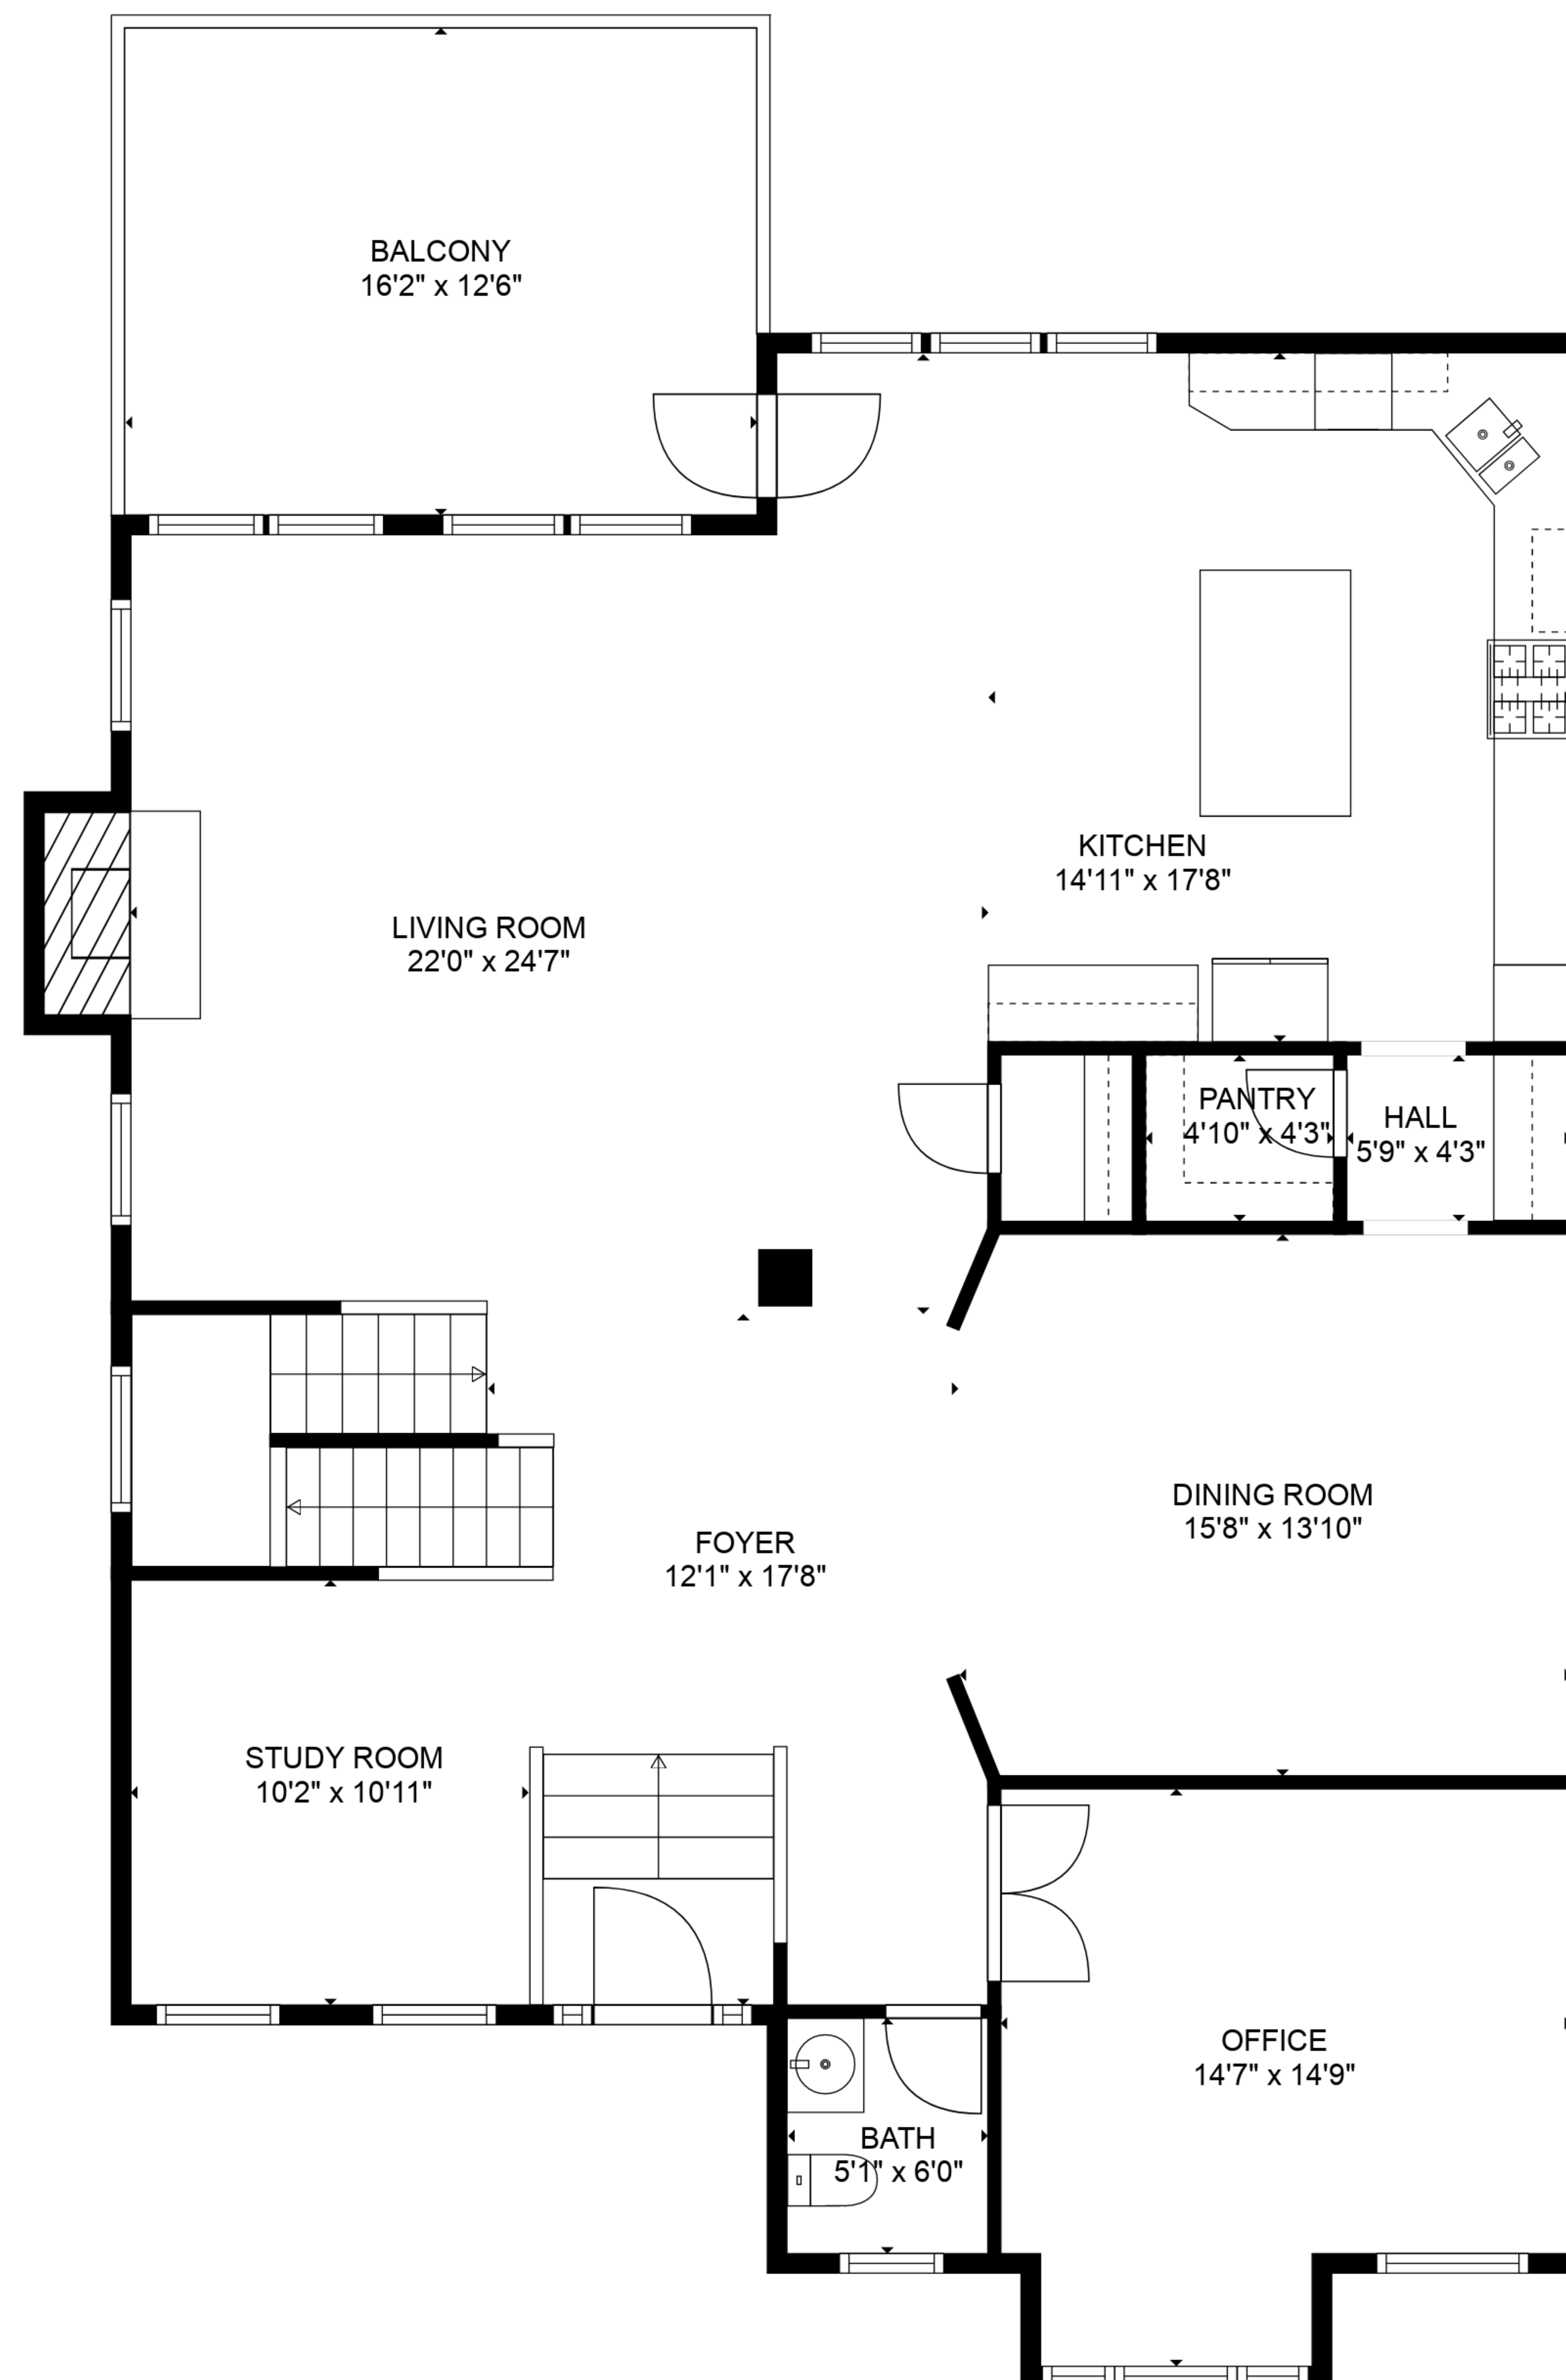 BALCONY
16'2" x 12'6"
KITCHEN
14'11" x 17'8"
LIVING ROOM
22'0" x 24'7"
PANTRY
4'10" x 4'3"
HALL
5'9" x 4'3"
DINING ROOM
15'8" x 13'10"
FOYER
12'1" x 17'8"
STUDY ROOM
10'2" x 10'11"
OFFICE
14'7" x 14'9"
BATH
5'1" x 6'0"